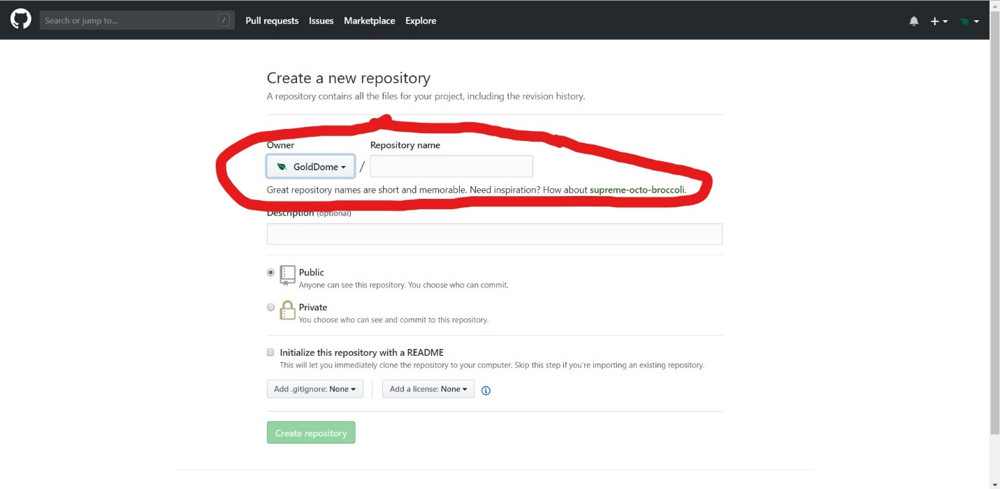 Search or jump to... /
Pull requests Issues Marketplace Explore
Create a new repository
A repository contains all the files for your project, including the revision history.
Owner Repository name
GoldDome / 
Great repository names are short and memorable. Need inspiration? How about supreme-octo-broccoli.
Description (optional)
Public
Anyone can see this repository. You choose who can commit.
Private
You choose who can see and commit to this repository.
Initialize this repository with a README
This will let you immediately clone the repository to your computer. Skip this step if you're importing an existing repository.
Add .gitignore: None Add a license: None
Create repository